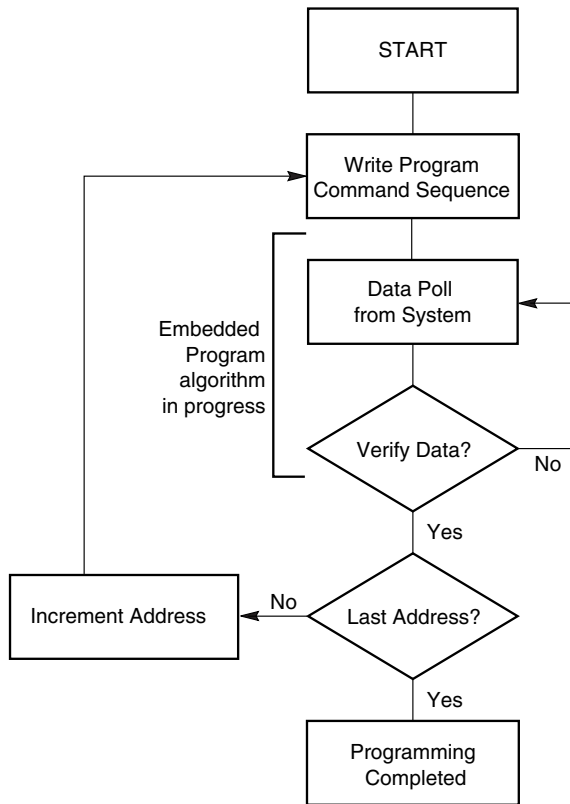 START
Write Program
Command Sequence
Data Poll
from System
Embedded
Program
algorithm
in progress
Verify Data?
No
Yes
Last Address?
No
Increment Address
Yes
Programming
Completed